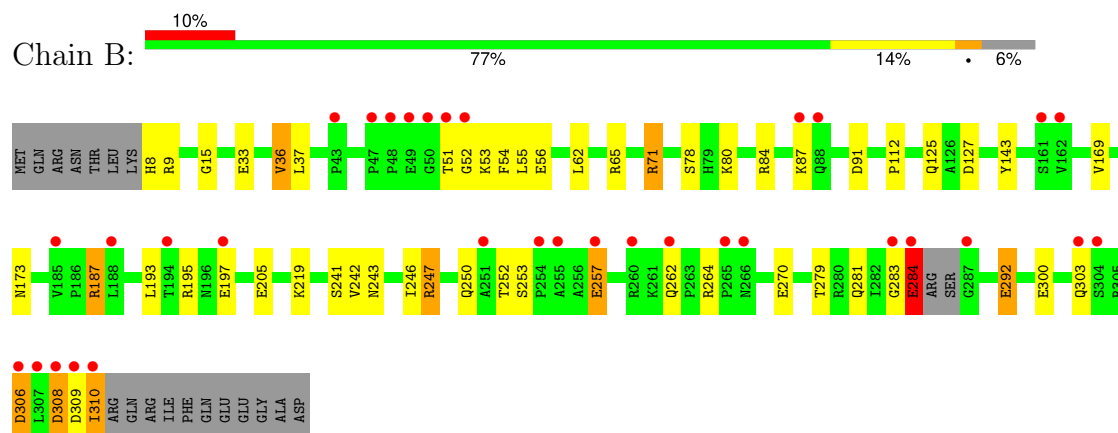 10%
Chain B:
77% 14% • 6%
MET GLN ARG ASN THR LEU LYS H8 R9 G15 E33 V36 L37 P43 P47 P48 E49 G50 T51 G52 K53 F54 L55 E56 L62 R65 R71 S78 H79 K80 R84 K87 Q88 D91 P112 Q125 A126 D127 Y143 S161 V162 V169
N173 V185 P186 R187 L188 L193 T194 R195 N196 E197 E205 K219 S241 V242 N243 I246 R247 Q250 A251 T252 S253 P254 A255 A256 E257 R260 K261 Q262 P263 R264 P265 N266 E270 T279 R280 Q281 I282 G283 E284 ARG SER G287 E292 E300 Q303 S304
D306 L307 D308 D309 I310 ARG GLN ARG ILE PHE GLN GLU GLU GLY ALA ASP